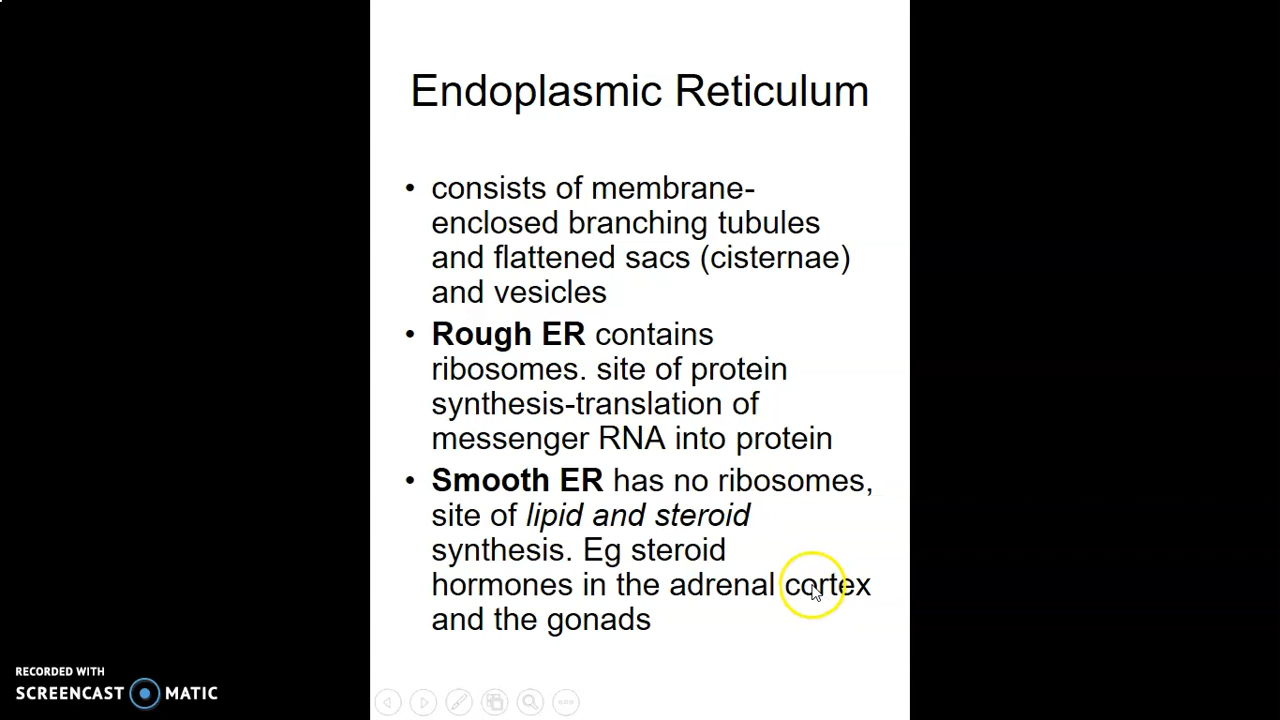 Endoplasmic Reticulum
• consists of membrane-
enclosed branching tubules
and flattened sacs (cisternae)
and vesicles
• Rough ER contains
ribosomes. site of protein
synthesis-translation of
messenger RNA into protein
• Smooth ER has no ribosomes,
site of lipid and steroid
synthesis. Eg steroid
hormones in the adrenal cortex
and the gonads
RECORDED WITH
SCREENCAST MATIC